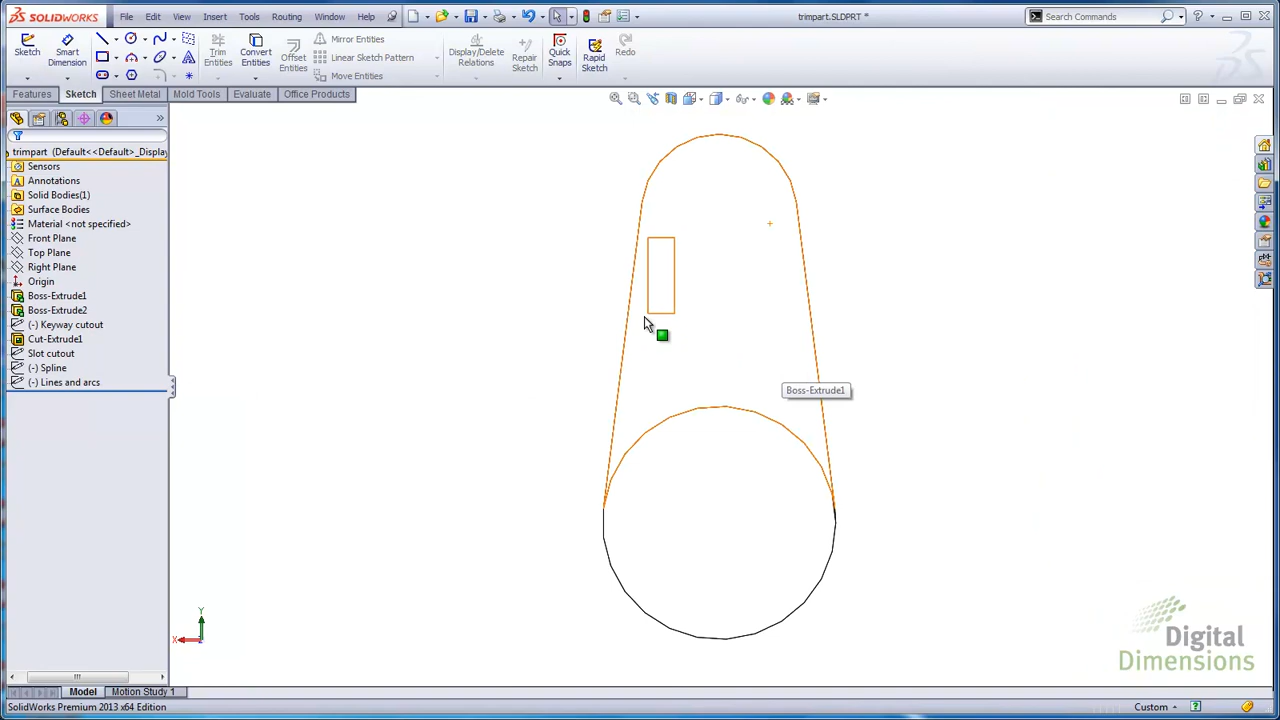 SOLIDWORKS File Edit View Insert Tools Routing Window Help trimpart.SLDPRT * Search Commands
Sketch Smart Dimension Trim Entities Convert Entities Offset Entities Mirror Entities Linear Sketch Pattern Move Entities Display/Delete Relations Repair Sketch Quick Snaps Rapid Sketch Redo
Features Sketch Sheet Metal Mold Tools Evaluate Office Products
trimpart (Default<<Default>_Display
Sensors
Annotations
Solid Bodies(1)
Surface Bodies
Material <not specified>
Front Plane
Top Plane
Right Plane
Origin
Boss-Extrude1
Boss-Extrude2
(-) Keyway cutout
Cut-Extrude1
Slot cutout
(-) Spline
(-) Lines and arcs
Boss-Extrude1
Y
X
Digital
Dimensions
Model Motion Study 1
SolidWorks Premium 2013 x64 Edition Custom